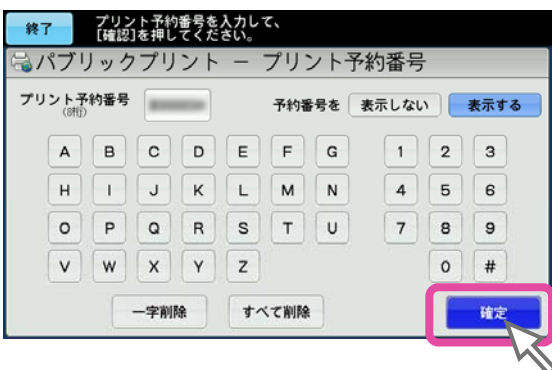 終了
プリント予約番号を入力して、
[確認]を押してください。
パブリックプリント － プリント予約番号
プリント予約番号
(8桁)
予約番号を 表示しない 表示する
A B C D E F G 1 2 3
H I J K L M N 4 5 6
O P Q R S T U 7 8 9
V W X Y Z 0 #
一字削除 すべて削除 確定